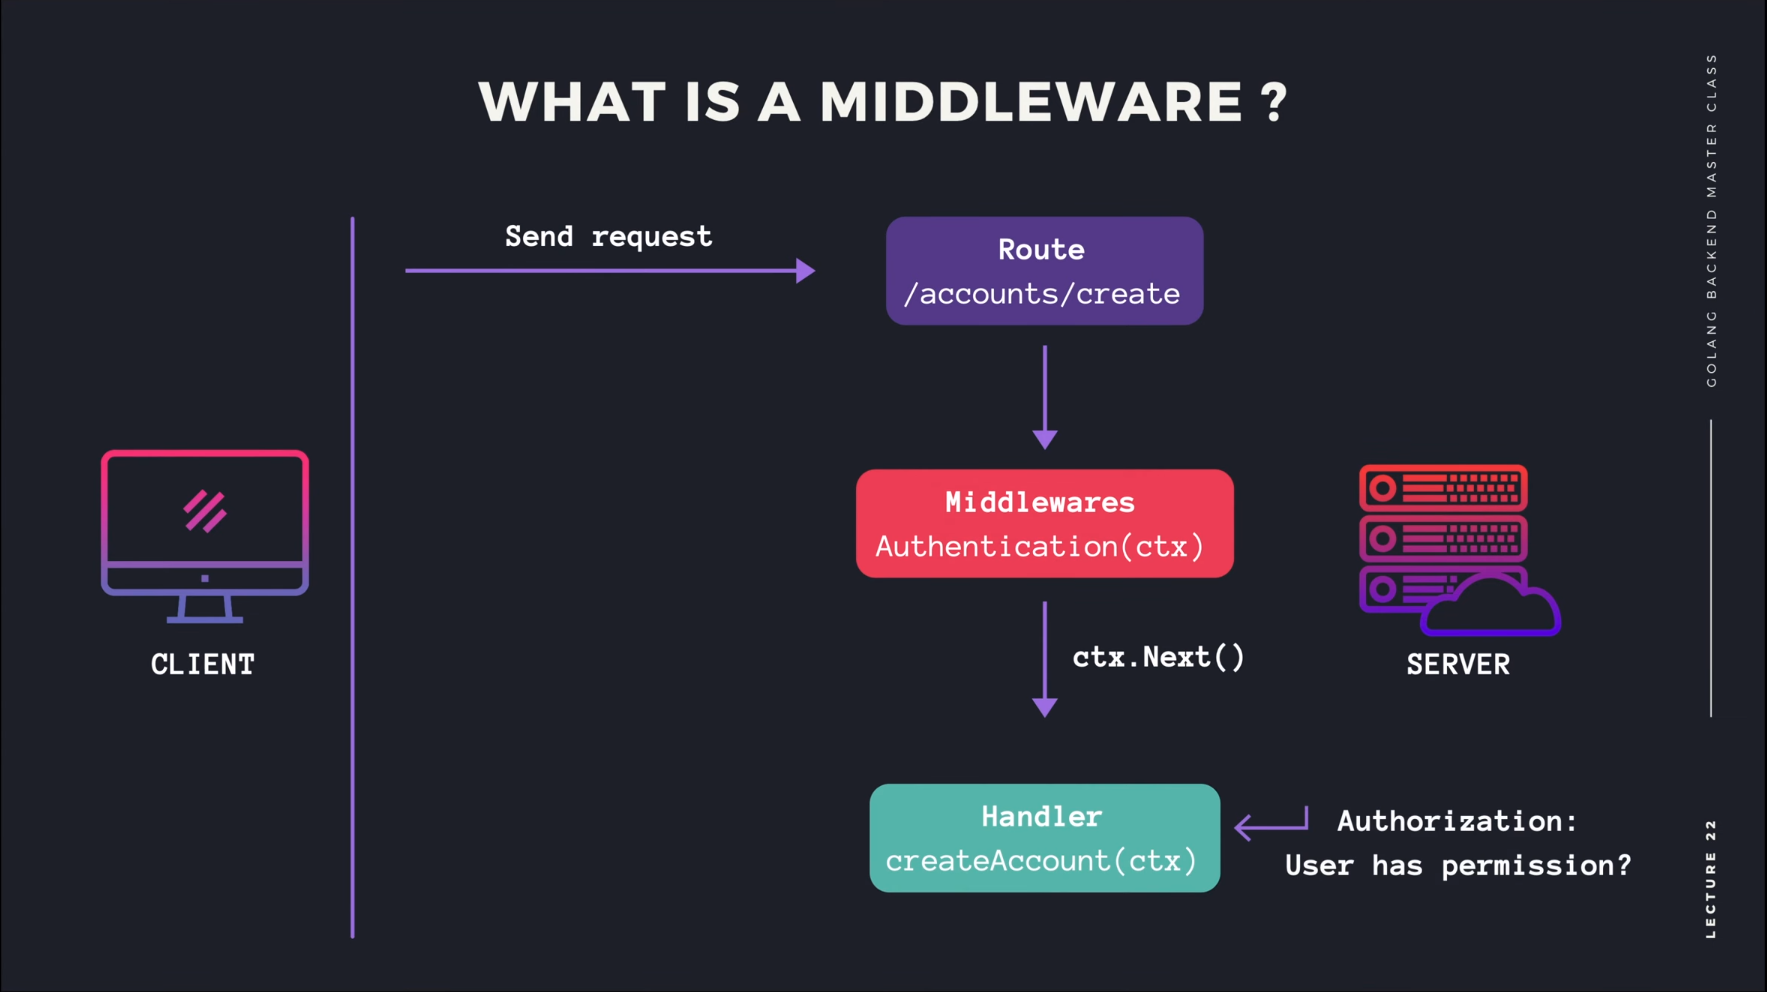 WHAT IS A MIDDLEWARE ?
Send request
Route
/accounts/create
Middlewares
Authentication(ctx)
ctx.Next()
CLIENT
SERVER
Handler
createAccount(ctx)
Authorization:
User has permission?
GOLANG BACKEND MASTER CLASS
LECTURE 22